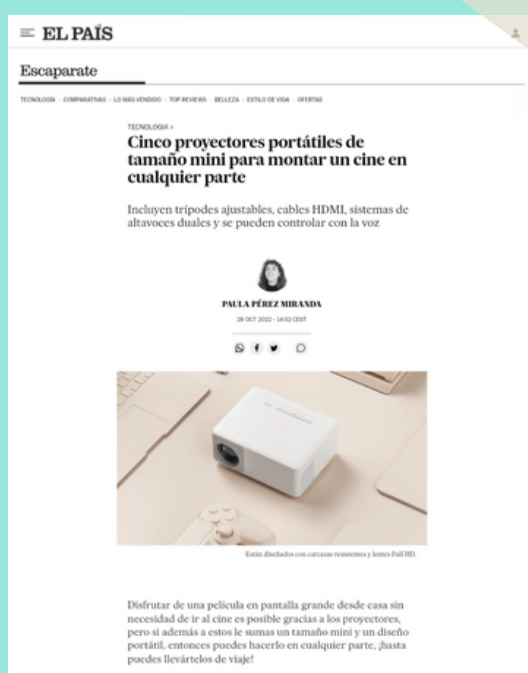 EL PAÍS
Escaparate
TECNOLOGÍA · COMPARATIVAS · LO MÁS VENDIDO · TOP REVIEWS · BELLEZA · ESTILO DE VIDA · OFERTAS
TECNOLOGÍA >
Cinco proyectores portátiles de
tamaño mini para montar un cine en
cualquier parte
Incluyen trípodes ajustables, cables HDMI, sistemas de
altavoces duales y se pueden controlar con la voz
PAULA PÉREZ MIRANDA
28 OCT 2022 - 14:52 CEST
Están diseñados con carcasas resistentes y lentes Full HD.
Disfrutar de una película en pantalla grande desde casa sin
necesidad de ir al cine es posible gracias a los proyectores,
pero si además a estos le sumas un tamaño mini y un diseño
portátil, entonces puedes hacerlo en cualquier parte, ¡hasta
puedes llevártelos de viaje!